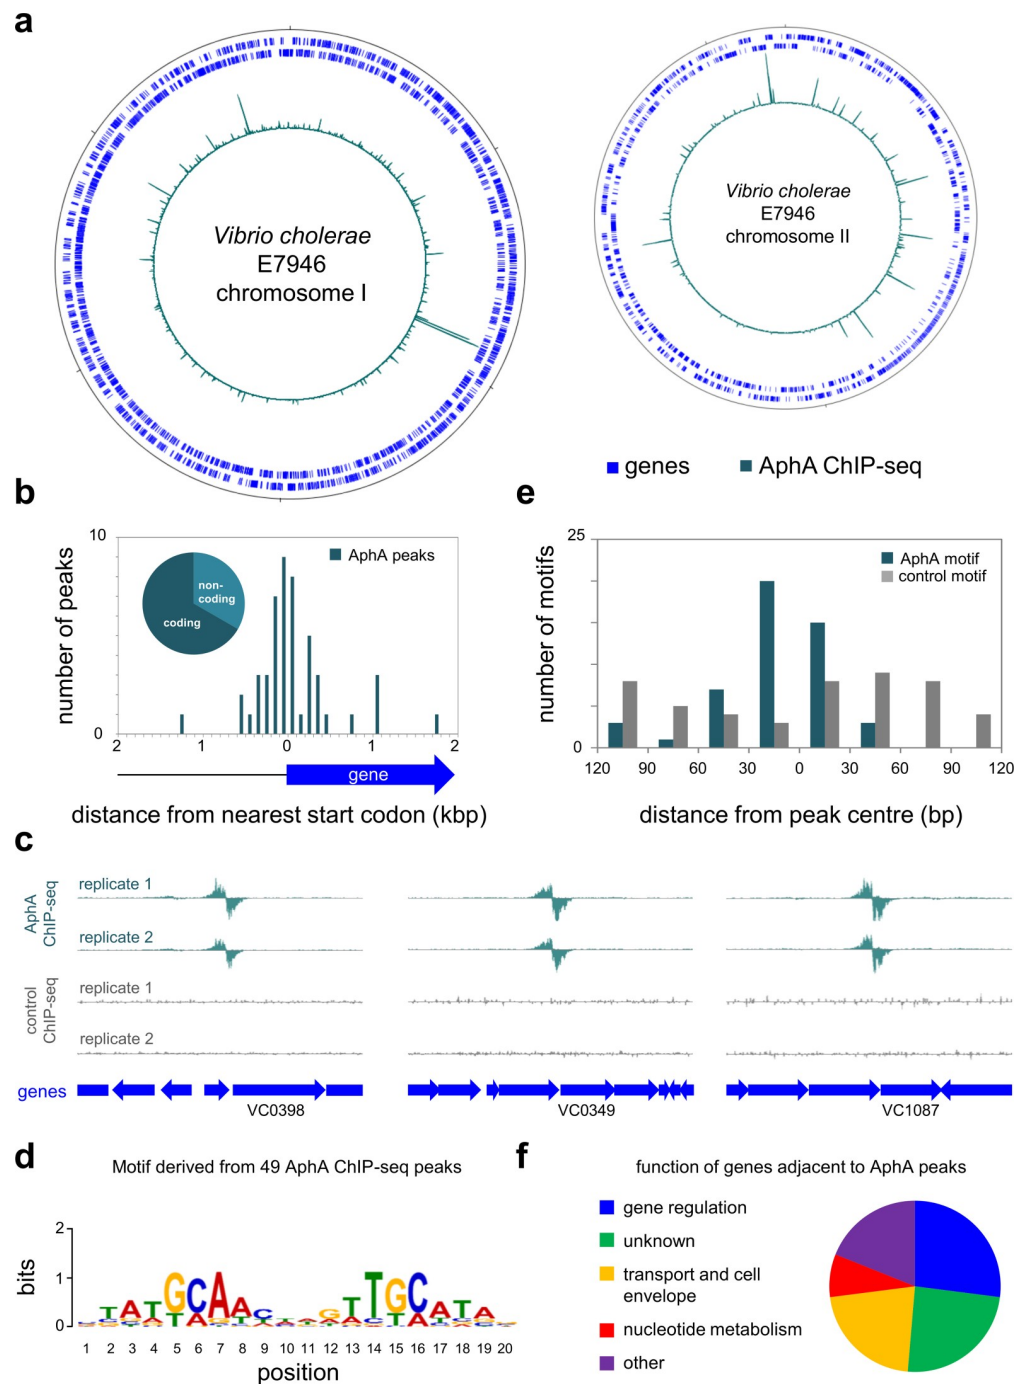 a
Vibrio cholerae
E7946
chromosome I
Vibrio cholerae
E7946
chromosome II
genes
AphA ChIP-seq
b
10
number of peaks
5
0
AphA peaks
non-
coding
coding
2 1 0 1 2
gene
distance from nearest start codon (kbp)
e
25
number of motifs
0
AphA motif
control motif
120 90 60 30 0 30 60 90 120
distance from peak centre (bp)
c
AphA
ChIP-seq
replicate 1
replicate 2
control
ChIP-seq
replicate 1
replicate 2
genes
VC0398
VC0349
VC1087
d
Motif derived from 49 AphA ChIP-seq peaks
2
bits
1
0
TATGCAAC GTTGCATA
1 2 3 4 5 6 7 8 9 10 11 12 13 14 15 16 17 18 19 20
position
f
function of genes adjacent to AphA peaks
gene regulation
unknown
transport and cell
envelope
nucleotide metabolism
other